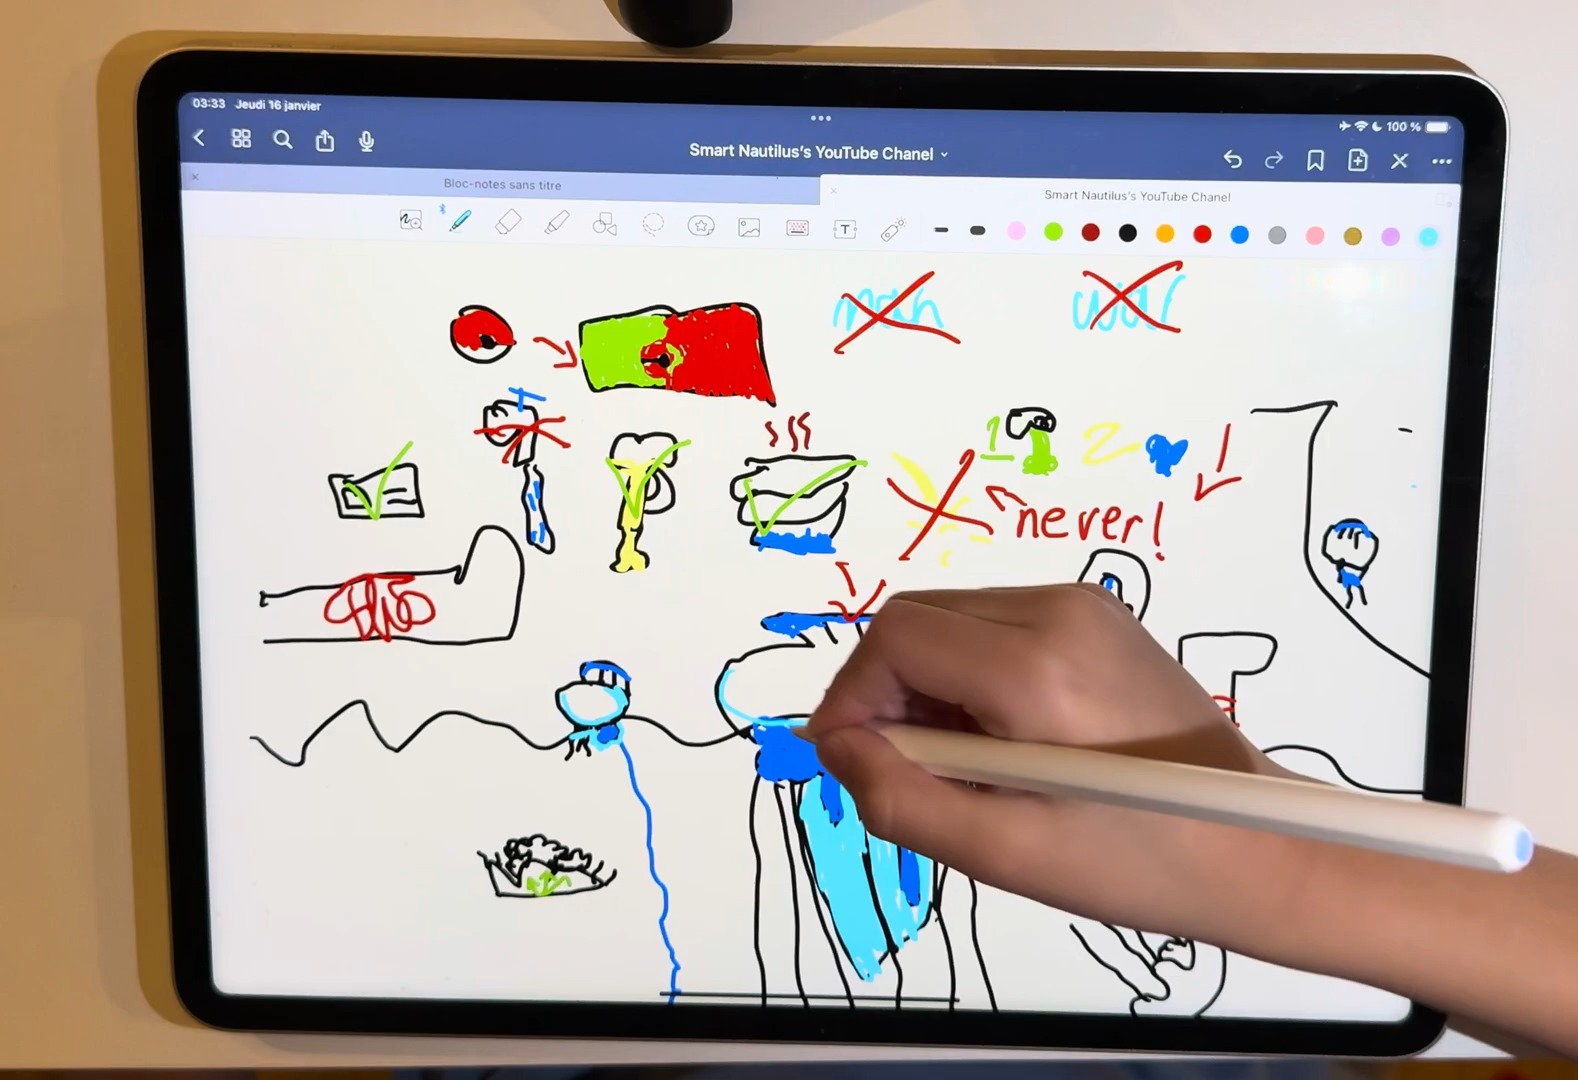 03:33 Jeudi 16 janvier
100 %
Smart Nautilus's YouTube Chanel
Bloc-notes sans titre
Smart Nautilus's YouTube Chanel
T
war
1
2
never!